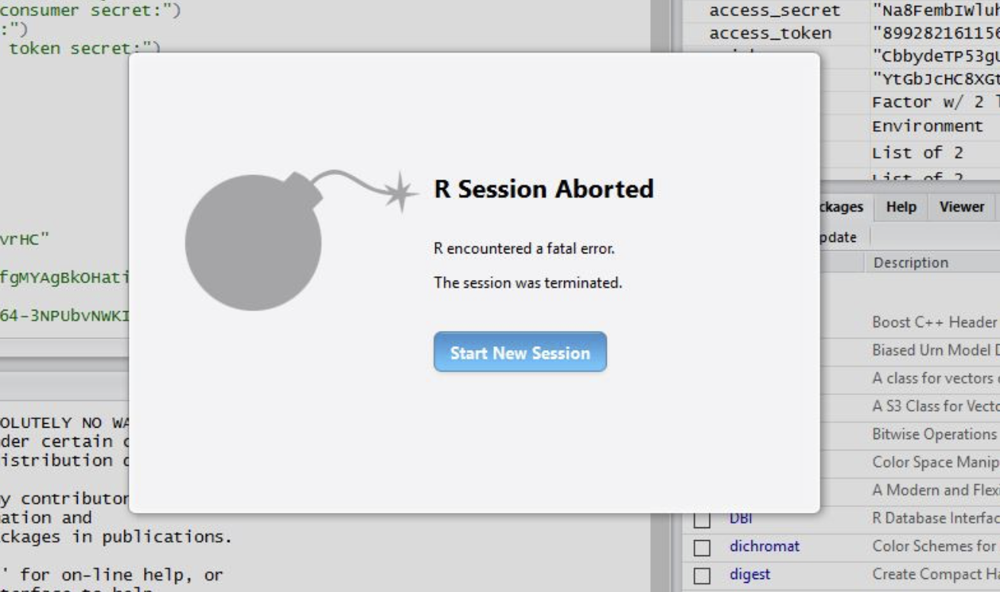 consumer secret:")
:")
token secret:")
vrHC"
fgMYAgBkOHati
64-3NPUbvNWKI
OLUTELY NO WA
der certain c
istribution o
y contributor
ation and
ckages in publications.
' for on-line help, or
terface to help
R Session Aborted
R encountered a fatal error.
The session was terminated.
Start New Session
access_secret "Na8FembIWluh
access_token "899282161156
"CbbydeTP53gU
"YtGbJcHC8XGt
Factor w/ 2 l
Environment
List of 2
List of 2
ckages Help Viewer
pdate
Description
Boost C++ Header
Biased Urn Model D
A class for vectors o
A S3 Class for Vecto
Bitwise Operations
Color Space Manip
A Modern and Flexi
DBI R Database Interfac
dichromat Color Schemes for
digest Create Compact Ha